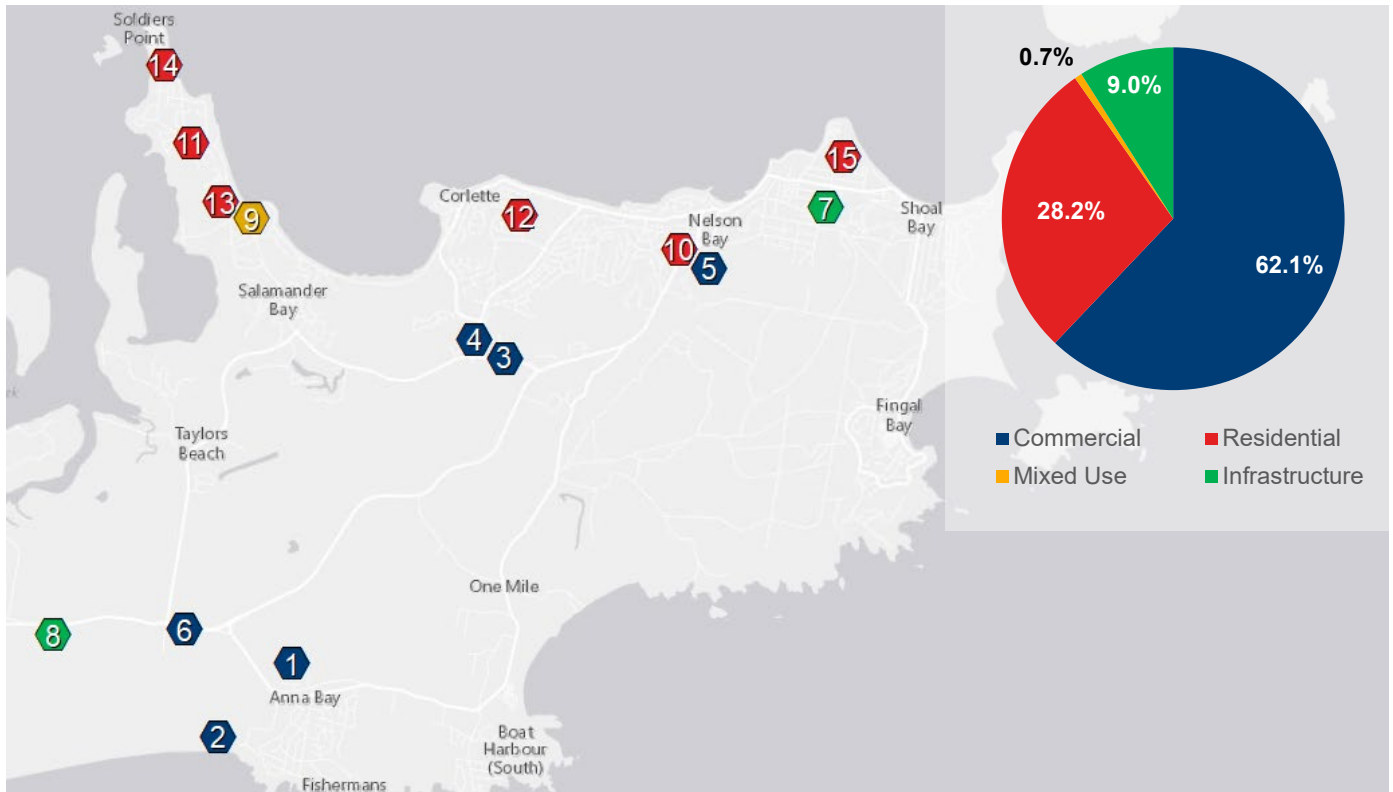 Soldiers
Point
14
11
13
9
Corlette
12
15
7
Nelson
Bay
Shoal
Bay
10
5
Salamander
Bay
4
3
Fingal
Bay
Taylors
Beach
One Mile
8
6
1
Anna Bay
2
Boat
Harbour
(South)
Fishermans
0.7%
9.0%
28.2%
62.1%
Commercial
Residential
Mixed Use
Infrastructure